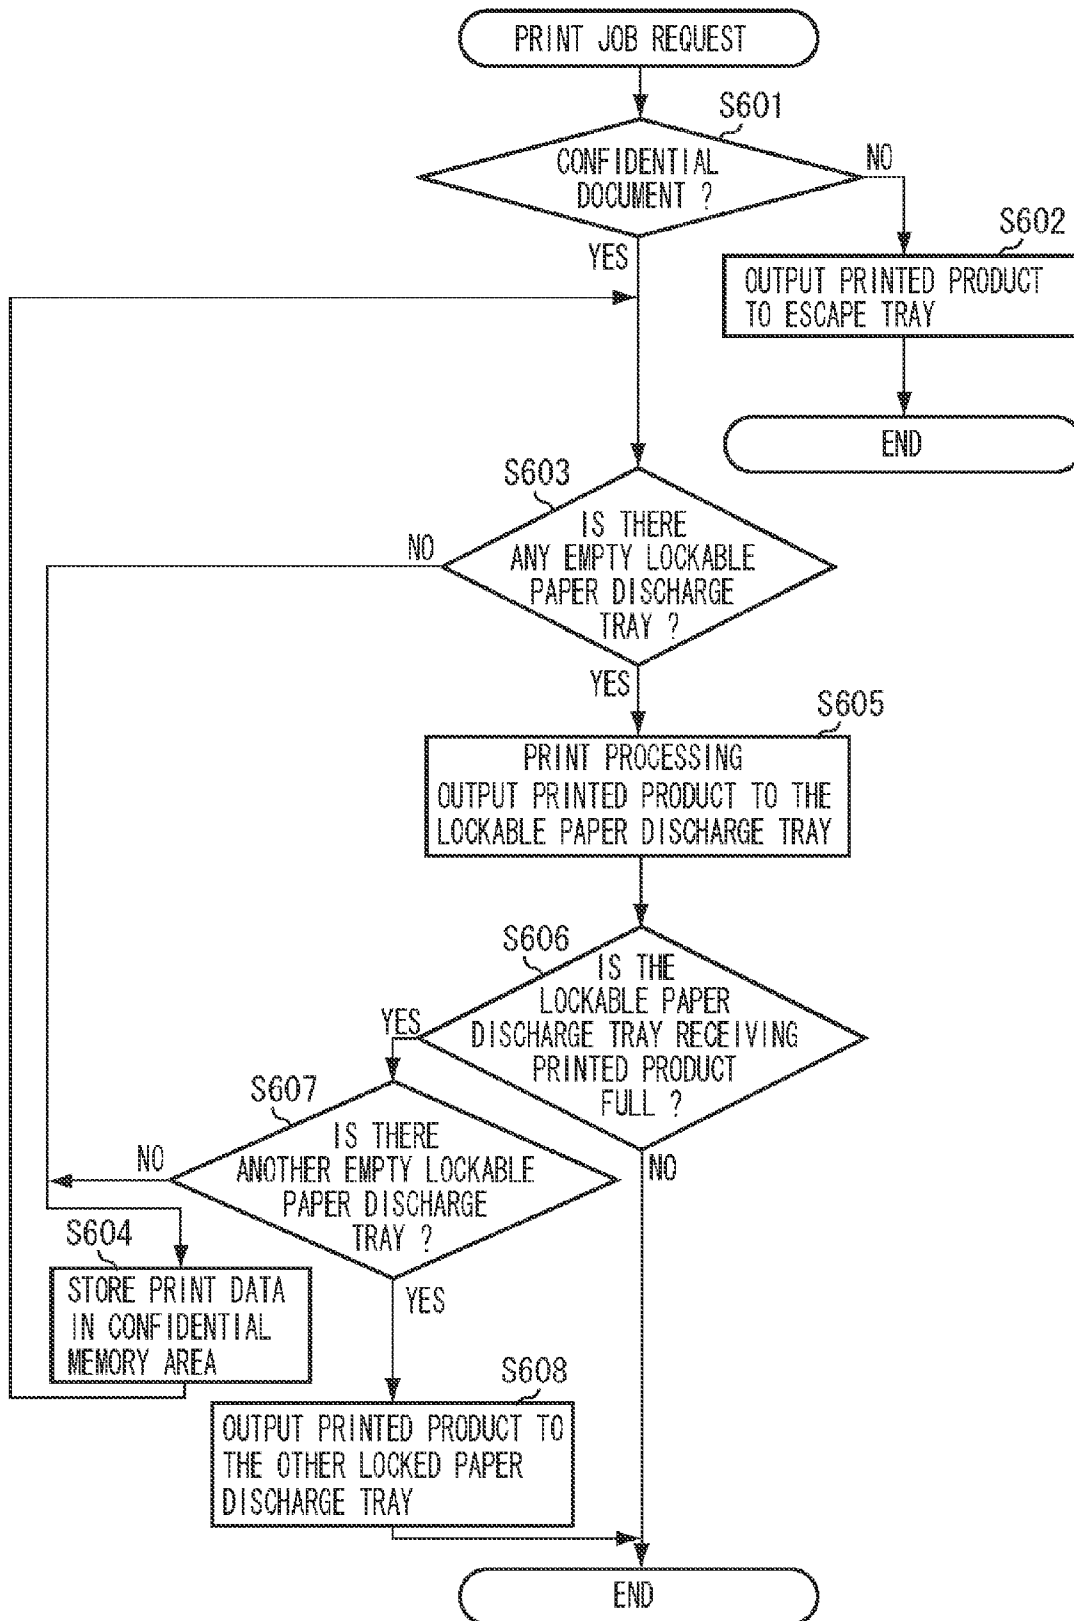 PRINT JOB REQUEST
S601
CONFIDENTIAL
DOCUMENT ?
NO
YES
S602
OUTPUT PRINTED PRODUCT
TO ESCAPE TRAY
END
S603
IS THERE
ANY EMPTY LOCKABLE
PAPER DISCHARGE
TRAY ?
NO
YES
S605
PRINT PROCESSING
OUTPUT PRINTED PRODUCT TO THE
LOCKABLE PAPER DISCHARGE TRAY
S606
IS THE
LOCKABLE PAPER
DISCHARGE TRAY RECEIVING
PRINTED PRODUCT
FULL ?
YES
NO
S607
IS THERE
ANOTHER EMPTY LOCKABLE
PAPER DISCHARGE
TRAY ?
NO
YES
S604
STORE PRINT DATA
IN CONFIDENTIAL
MEMORY AREA
S608
OUTPUT PRINTED PRODUCT TO
THE OTHER LOCKED PAPER
DISCHARGE TRAY
END